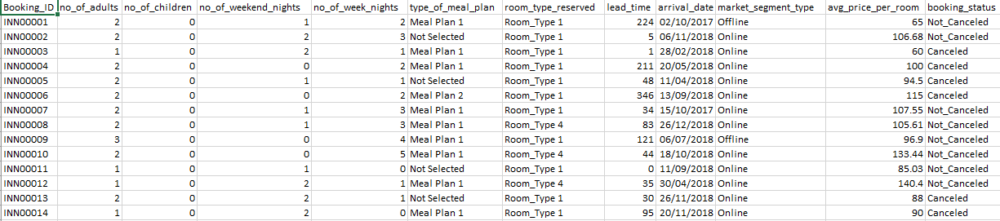 Booking_ID no_of_adults no_of_children no_of_weekend_nights no_of_week_nights type_of_meal_plan room_type_reserved lead_time arrival_date market_segment_type avg_price_per_room booking_status
INN00001 2 0 1 2 Meal Plan 1 Room_Type 1 224 02/10/2017 Offline 65 Not_Canceled
INN00002 2 0 2 3 Not Selected Room_Type 1 5 06/11/2018 Online 106.68 Not_Canceled
INN00003 1 0 2 1 Meal Plan 1 Room_Type 1 1 28/02/2018 Online 60 Canceled
INN00004 2 0 0 2 Meal Plan 1 Room_Type 1 211 20/05/2018 Online 100 Canceled
INN00005 2 0 1 1 Not Selected Room_Type 1 48 11/04/2018 Online 94.5 Canceled
INN00006 2 0 0 2 Meal Plan 2 Room_Type 1 346 13/09/2018 Online 115 Canceled
INN00007 2 0 1 3 Meal Plan 1 Room_Type 1 34 15/10/2017 Online 107.55 Not_Canceled
INN00008 2 0 1 3 Meal Plan 1 Room_Type 4 83 26/12/2018 Online 105.61 Not_Canceled
INN00009 3 0 0 4 Meal Plan 1 Room_Type 1 121 06/07/2018 Offline 96.9 Not_Canceled
INN00010 2 0 0 5 Meal Plan 1 Room_Type 4 44 18/10/2018 Online 133.44 Not_Canceled
INN00011 1 0 1 0 Not Selected Room_Type 1 0 11/09/2018 Online 85.03 Not_Canceled
INN00012 1 0 2 1 Meal Plan 1 Room_Type 4 35 30/04/2018 Online 140.4 Not_Canceled
INN00013 2 0 2 1 Not Selected Room_Type 1 30 26/11/2018 Online 88 Canceled
INN00014 1 0 2 0 Meal Plan 1 Room_Type 1 95 20/11/2018 Online 90 Canceled